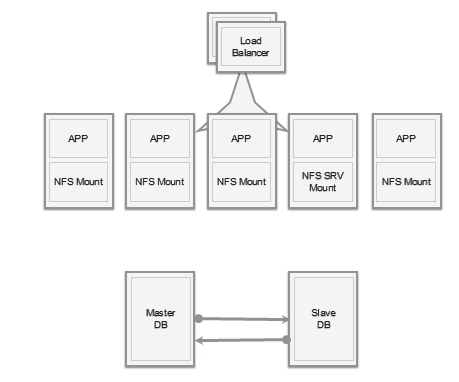 Load
Balancer
APP
APP
APP
APP
APP
NFS Mount
NFS Mount
NFS Mount
NFS SRV
Mount
NFS Mount
Master
DB
Slave
DB